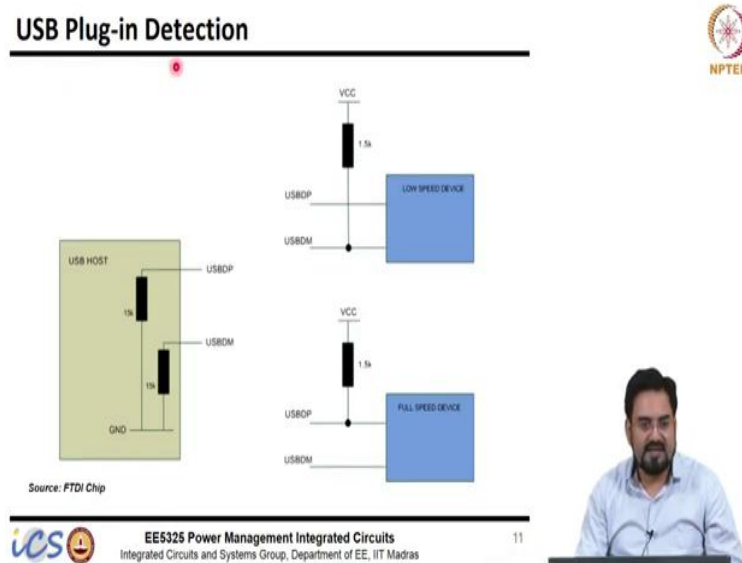 USB Plug-in Detection
NPTEL
VCC
1.5k
USBDP
LOW SPEED DEVICE
USBDM
USB HOST
USBDP
15k
USBDM
15k
GND
VCC
1.5k
USBDP
FULL SPEED DEVICE
USBDM
Source: FTDI Chip
iCS
EE5325 Power Management Integrated Circuits
11
Integrated Circuits and Systems Group, Department of EE, IIT Madras